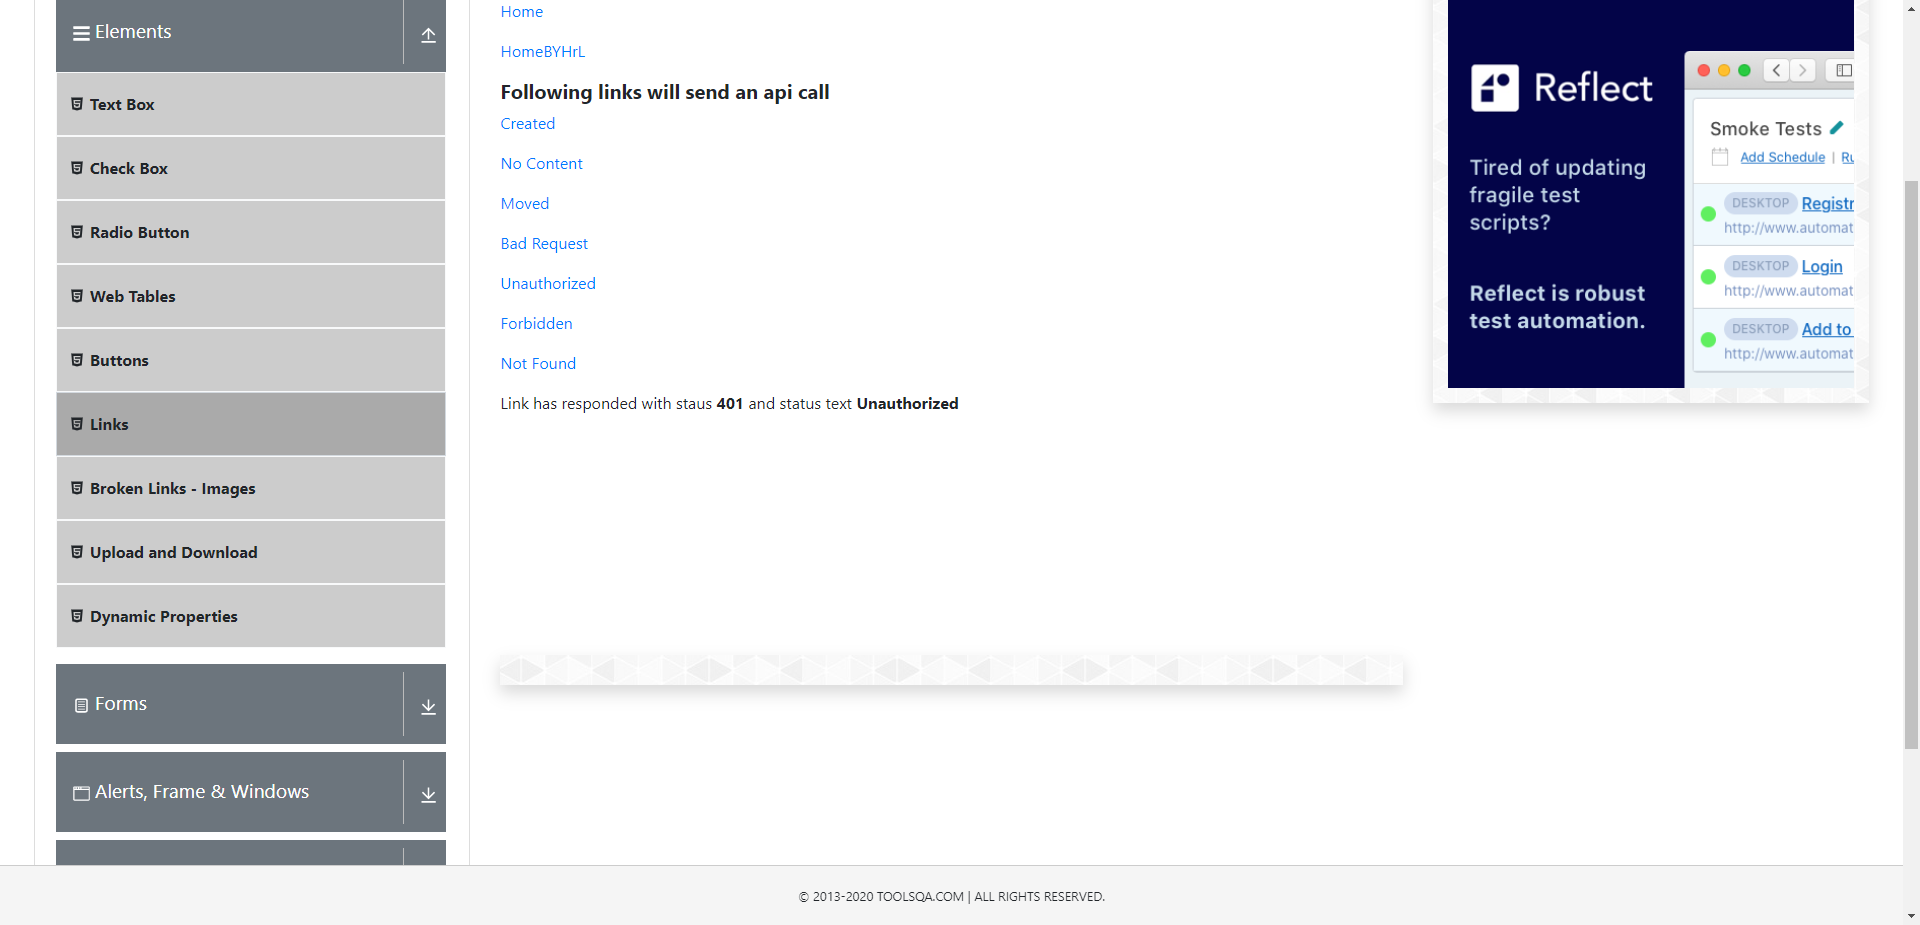 Elements
Text Box
Check Box
Radio Button
Web Tables
Buttons
Links
Broken Links - Images
Upload and Download
Dynamic Properties
Forms
Alerts, Frame & Windows
Home
HomeBYHrL
Following links will send an api call
Created
No Content
Moved
Bad Request
Unauthorized
Forbidden
Not Found
Link has responded with staus 401 and status text Unauthorized
Reflect
Tired of updating
fragile test
scripts?
Reflect is robust
test automation.
Smoke Tests
Add Schedule | Ru
DESKTOP Registr
http://www.automat
DESKTOP Login
http://www.automat
DESKTOP Add to
http://www.automat
© 2013-2020 TOOLSQA.COM | ALL RIGHTS RESERVED.